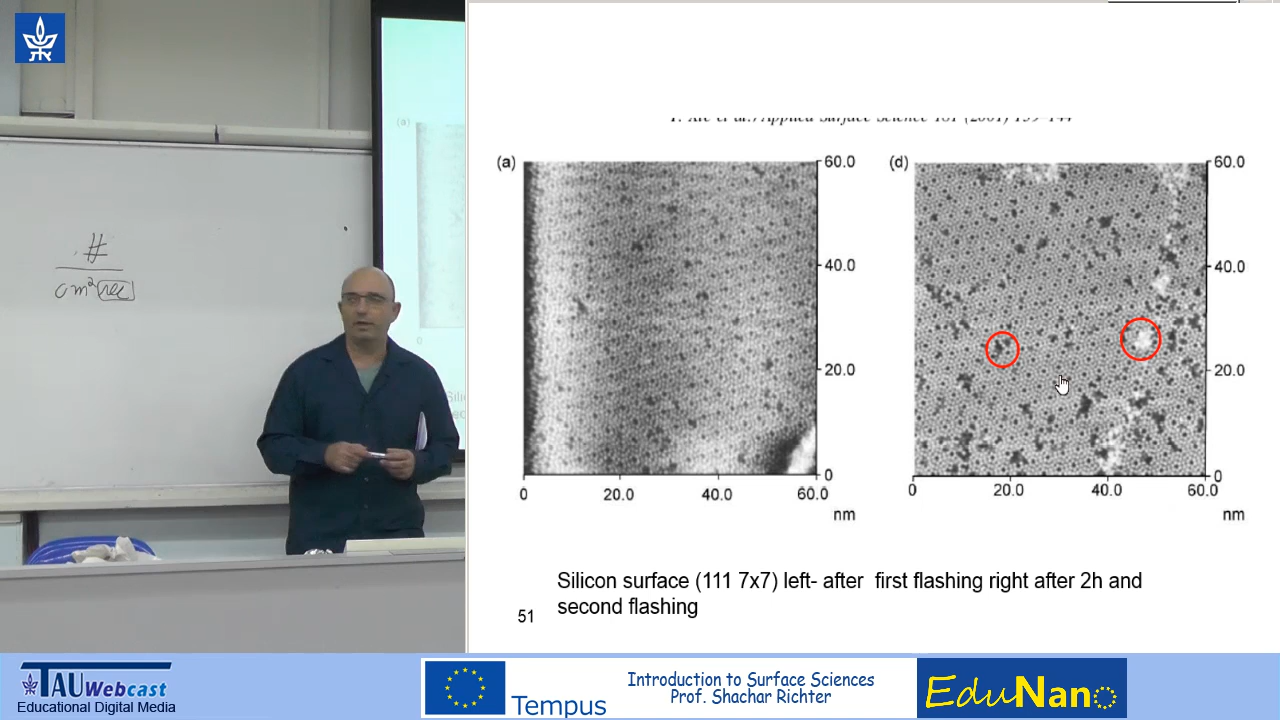 #
cm² sec
(a)
60.0
40.0
20.0
0
0 20.0 40.0 60.0
nm
(d)
60.0
40.0
20.0
0
0 20.0 40.0 60.0
nm
Silicon surface (111 7x7) left- after first flashing right after 2h and
second flashing
51
TAU Webcast
Educational Digital Media
Tempus
Introduction to Surface Sciences
Prof. Shachar Richter
EduNano